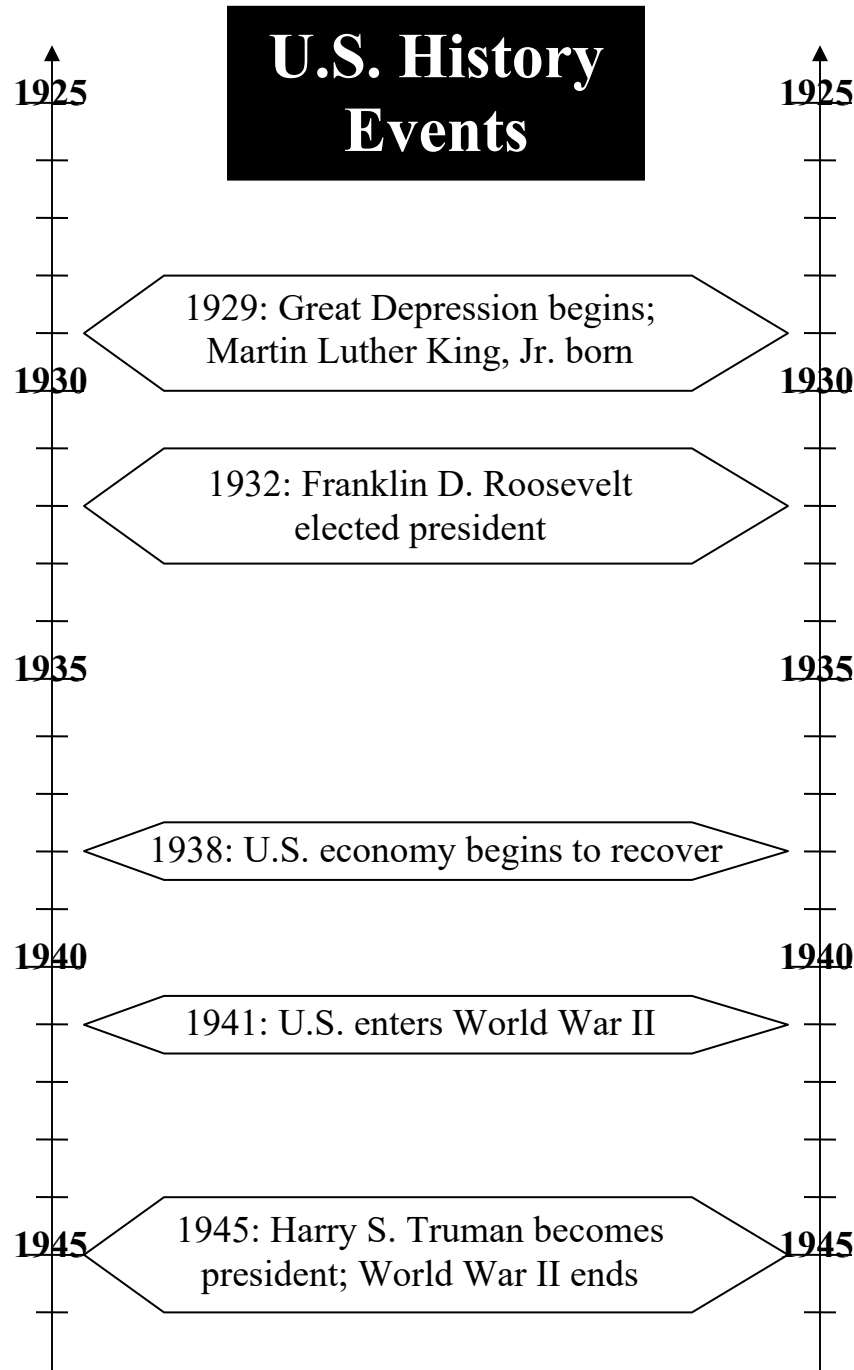 U.S. History
Events
1925
1925
1929: Great Depression begins;
Martin Luther King, Jr. born
1930
1930
1932: Franklin D. Roosevelt
elected president
1935
1935
1938: U.S. economy begins to recover
1940
1940
1941: U.S. enters World War II
1945: Harry S. Truman becomes
president; World War II ends
1945
1945